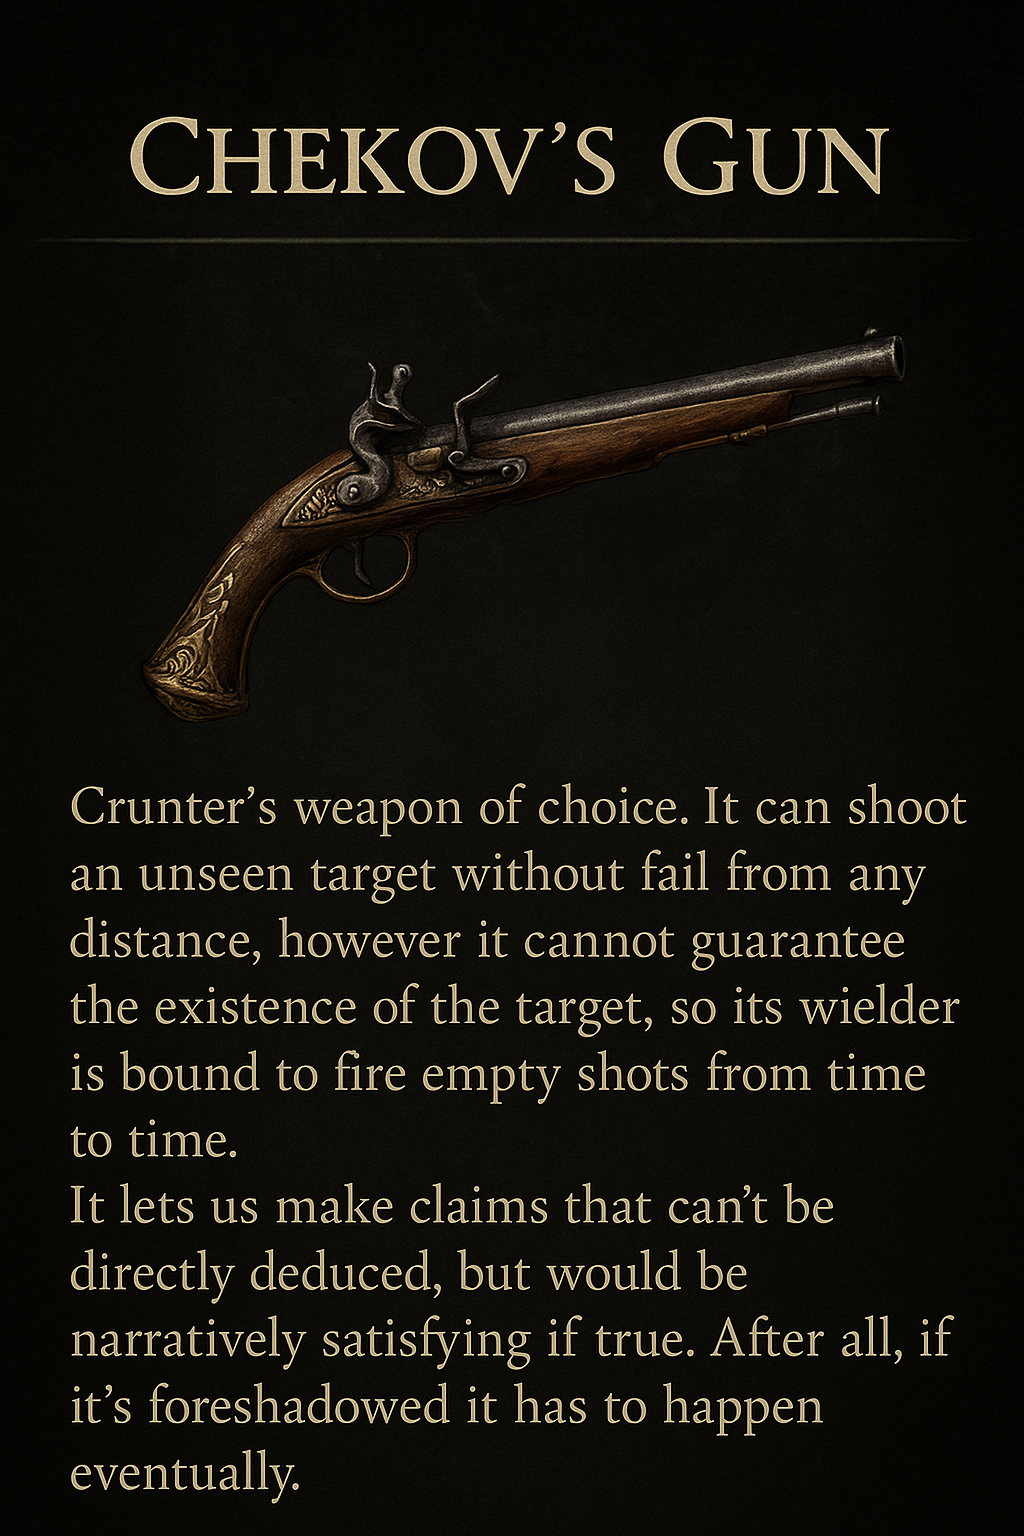 CHEKOV’S GUN
Crunter’s weapon of choice. It can shoot
an unseen target without fail from any
distance, however it cannot guarantee
the existence of the target, so its wielder
is bound to fire empty shots from time
to time.
It lets us make claims that can’t be
directly deduced, but would be
narratively satisfying if true. After all, if
it’s foreshadowed it has to happen
eventually.